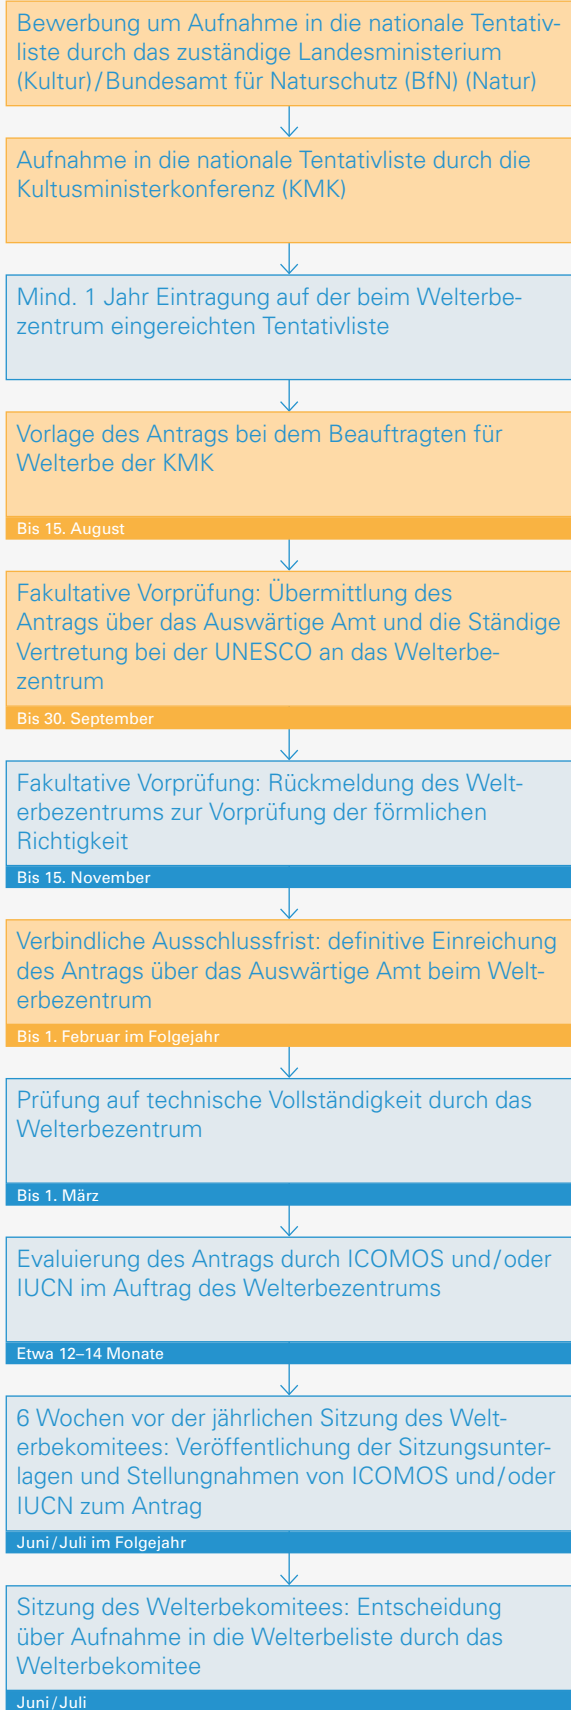 Bewerbung um Aufnahme in die nationale Tentativ-
liste durch das zuständige Landesministerium
(Kultur)/Bundesamt für Naturschutz (BfN) (Natur)
Aufnahme in die nationale Tentativliste durch die
Kultusministerkonferenz (KMK)
Mind. 1 Jahr Eintragung auf der beim Welterbe-
zentrum eingereichten Tentativliste
Vorlage des Antrags bei dem Beauftragten für
Welterbe der KMK
Bis 15. August
Fakultative Vorprüfung: Übermittlung des
Antrags über das Auswärtige Amt und die Ständige
Vertretung bei der UNESCO an das Welterbe-
zentrum
Bis 30. September
Fakultative Vorprüfung: Rückmeldung des Welt-
erbezentrums zur Vorprüfung der förmlichen
Richtigkeit
Bis 15. November
Verbindliche Ausschlussfrist: definitive Einreichung
des Antrags über das Auswärtige Amt beim Welt-
erbezentrum
Bis 1. Februar im Folgejahr
Prüfung auf technische Vollständigkeit durch das
Welterbezentrum
Bis 1. März
Evaluierung des Antrags durch ICOMOS und/oder
IUCN im Auftrag des Welterbezentrums
Etwa 12–14 Monate
6 Wochen vor der jährlichen Sitzung des Welt-
erbekomitees: Veröffentlichung der Sitzungsunter-
lagen und Stellungnahmen von ICOMOS und/oder
IUCN zum Antrag
Juni/Juli im Folgejahr
Sitzung des Welterbekomitees: Entscheidung
über Aufnahme in die Welterbeliste durch das
Welterbekomitee
Juni/Juli